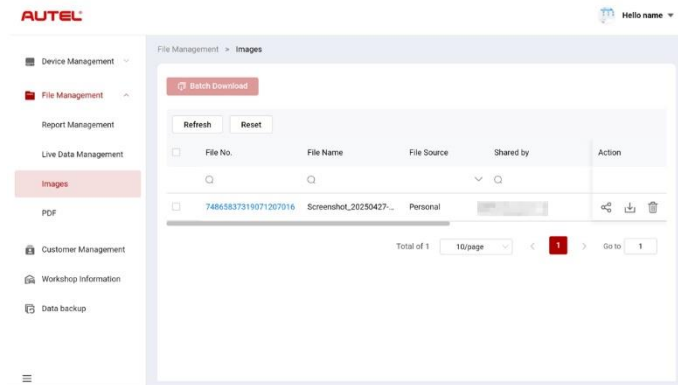 AUTEL
Hello name
Device Management
File Management
Report Management
Live Data Management
Images
PDF
Customer Management
Workshop Information
Data backup
File Management > Images
Batch Download
Refresh Reset
File No. File Name File Source Shared by Action
74865837319071207016 Screenshot_20250427-... Personal
Total of 1 10/page < 1 > Go to 1